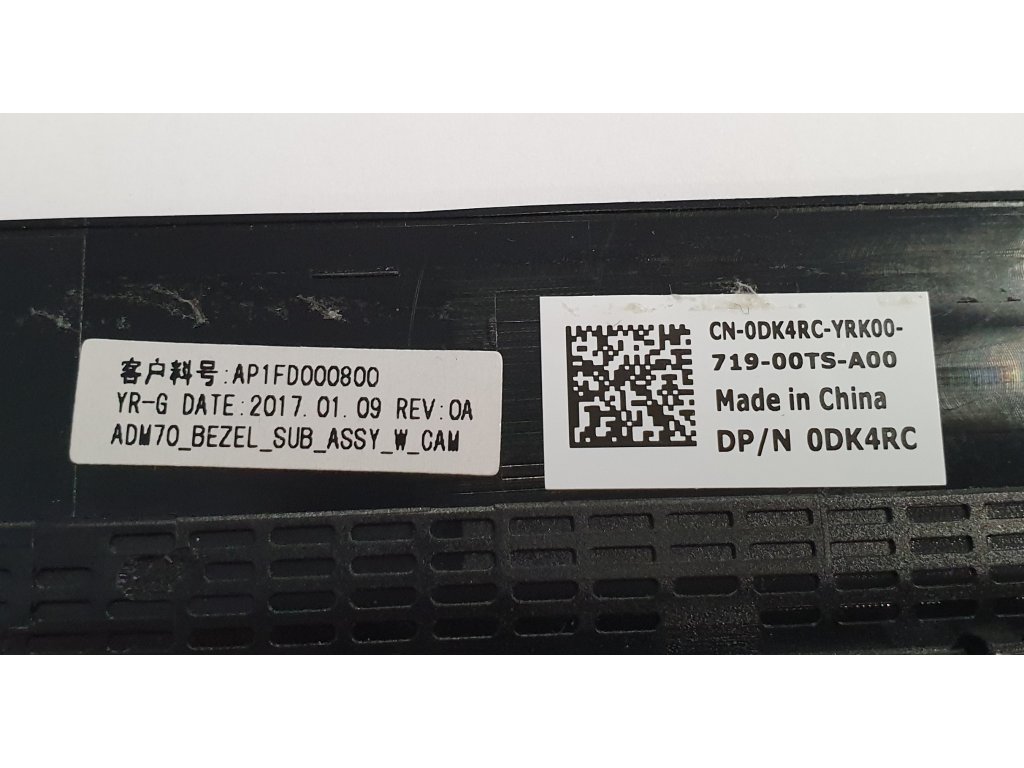 客户料号:AP1FD000800
YR-G DATE:2017.01.09 REV:0A
ADM70_BEZEL_SUB_ASSY_W_CAM
CN-0DK4RC-YRK00-
719-00TS-A00
Made in China
DP/N 0DK4RC